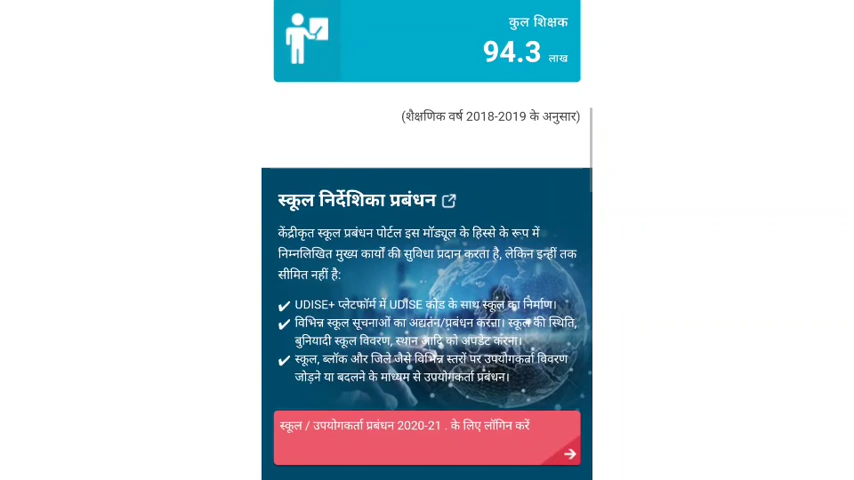 कुल शिक्षक
94.3 लाख
(शैक्षणिक वर्ष 2018-2019 के अनुसार)
स्कूल निर्देशिका प्रबंधन
केंद्रीकृत स्कूल प्रबंधन पोर्टल इस मॉड्यूल के हिस्से के रूप में
निम्नलिखित मुख्य कार्यों की सुविधा प्रदान करता है, लेकिन इन्हीं तक
सीमित नहीं है:
✔ UDISE+ प्लेटफॉर्म में UDISE कोड के साथ स्कूल का निर्माण।
✔ विभिन्न स्कूल सूचनाओं का अद्यतन/प्रबंधन करना। स्कूल की स्थिति,
बुनियादी स्कूल विवरण, स्थान आदि को अपडेट करना।
✔ स्कूल, ब्लॉक और जिले जैसे विभिन्न स्तरों पर उपयोगकर्ता विवरण
जोड़ने या बदलने के माध्यम से उपयोगकर्ता प्रबंधन।
स्कूल / उपयोगकर्ता प्रबंधन 2020-21 . के लिए लॉगिन करें